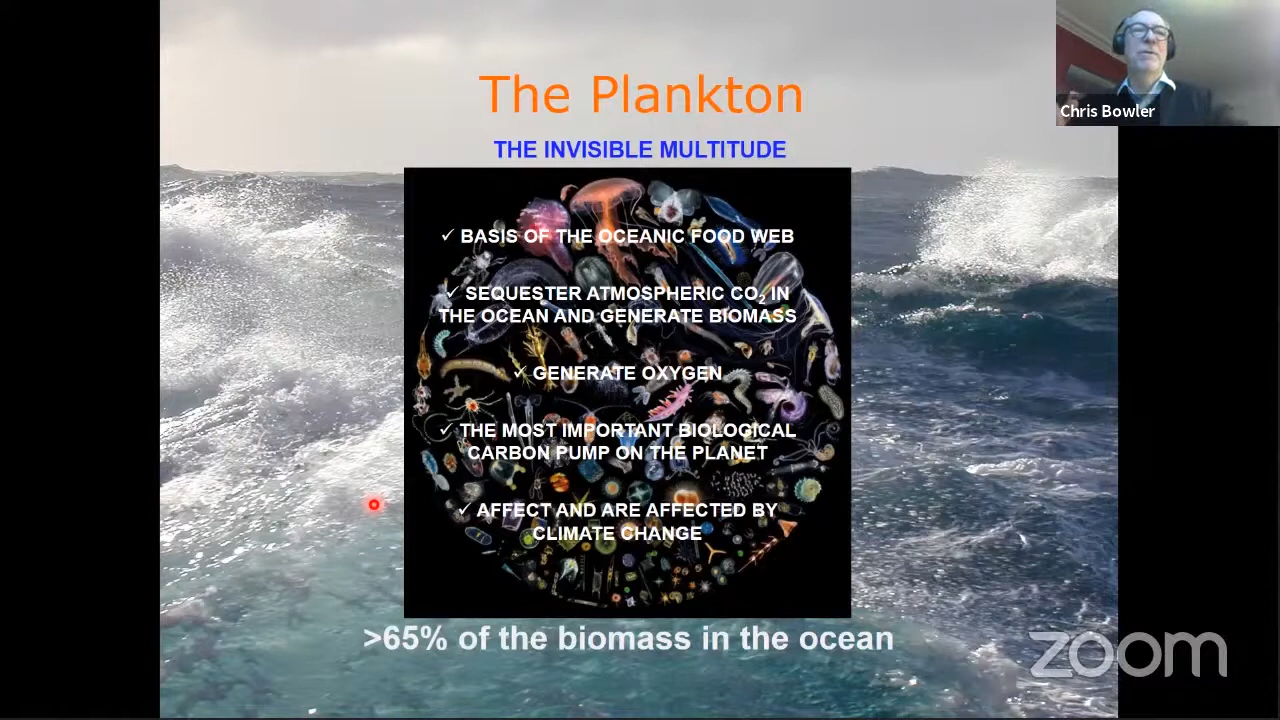 The Plankton
THE INVISIBLE MULTITUDE
✓ BASIS OF THE OCEANIC FOOD WEB
✓ SEQUESTER ATMOSPHERIC CO₂ IN
THE OCEAN AND GENERATE BIOMASS
✓ GENERATE OXYGEN
✓ THE MOST IMPORTANT BIOLOGICAL
CARBON PUMP ON THE PLANET
✓ AFFECT AND ARE AFFECTED BY
CLIMATE CHANGE
>65% of the biomass in the ocean
Chris Bowler
zoom